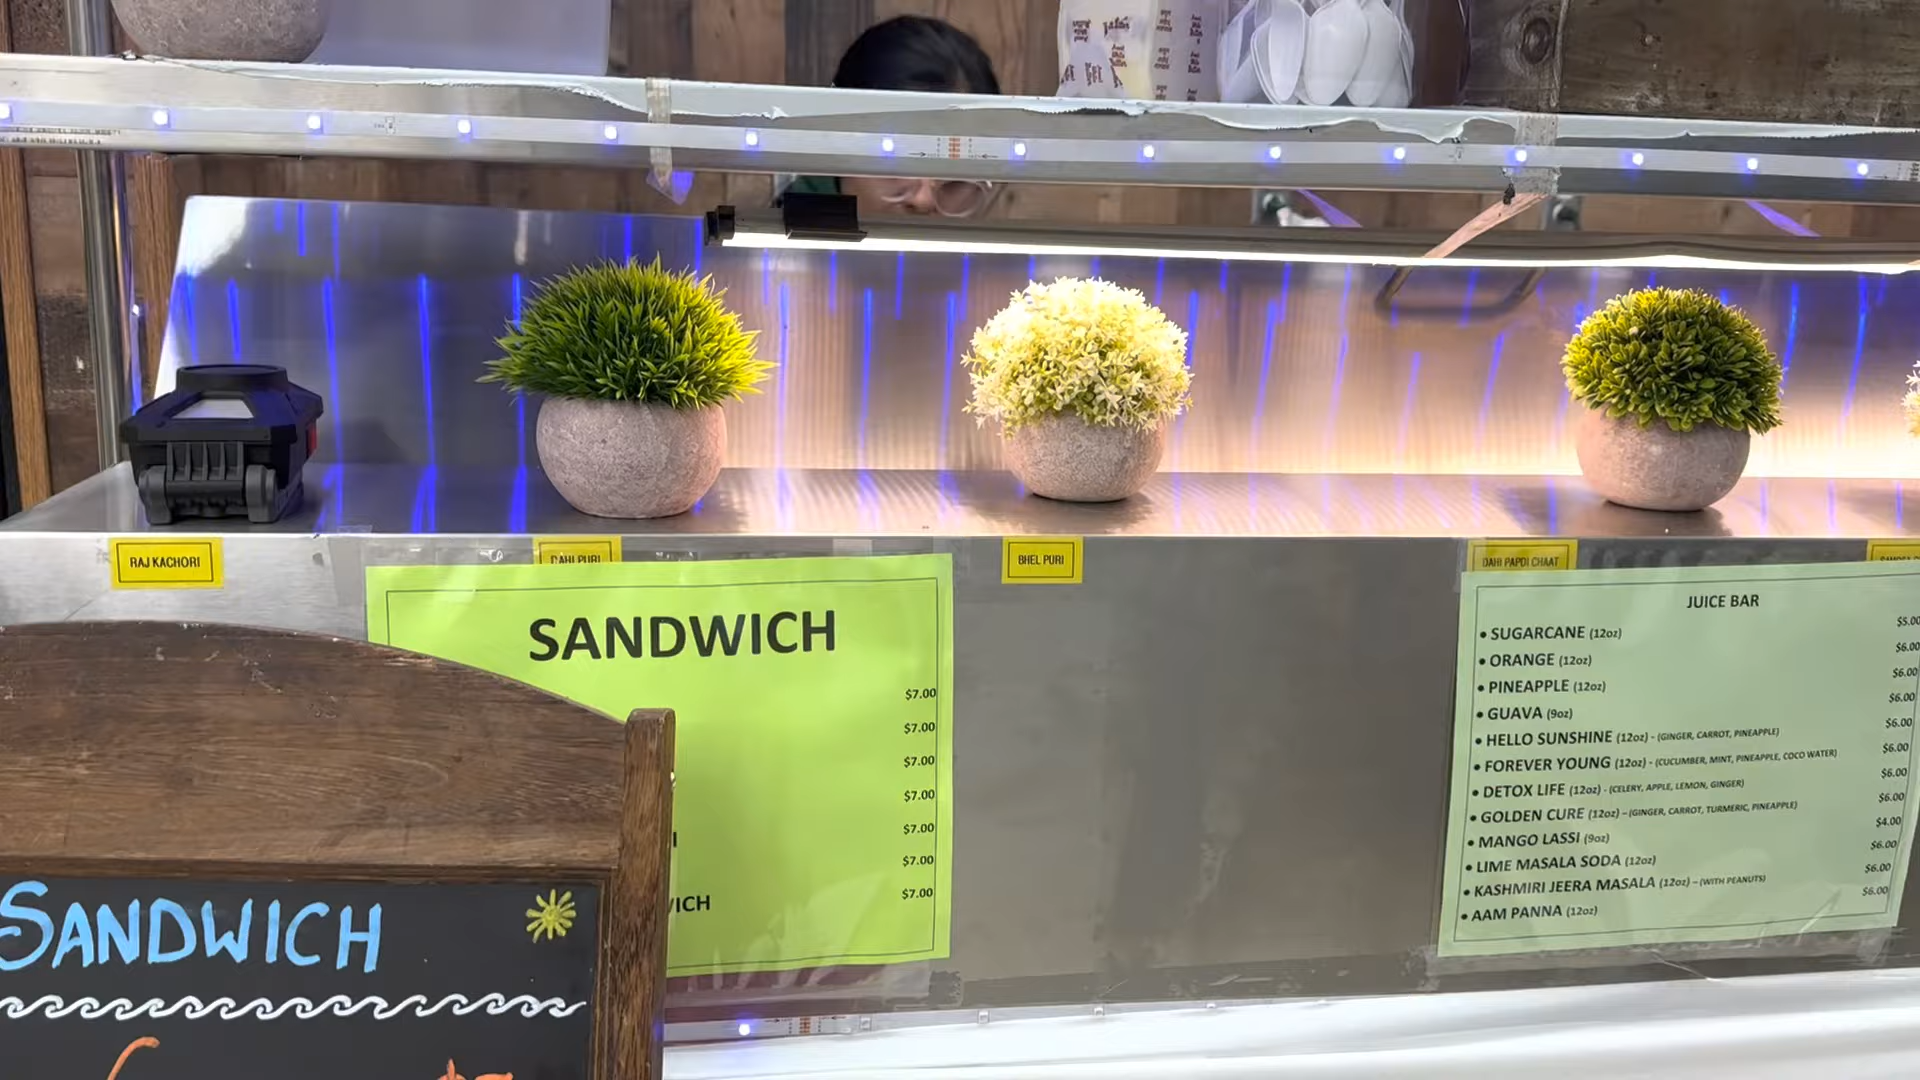 RAJ KACHORI
DAHI PURI
BHEL PURI
DAHI PAPDI CHAAT
SANDWICH
$7.00
$7.00
$7.00
$7.00
$7.00
$7.00
$7.00
JUICE BAR
• SUGARCANE (12oz) $5.00
• ORANGE (12oz) $6.00
• PINEAPPLE (12oz) $6.00
• GUAVA (9oz) $6.00
• HELLO SUNSHINE (12oz) - (GINGER, CARROT, PINEAPPLE) $6.00
• FOREVER YOUNG (12oz) - (CUCUMBER, MINT, PINEAPPLE, COCO WATER) $6.00
• DETOX LIFE (12oz) - (CELERY, APPLE, LEMON, GINGER) $6.00
• GOLDEN CURE (12oz) – (GINGER, CARROT, TURMERIC, PINEAPPLE) $6.00
• MANGO LASSI (9oz) $4.00
• LIME MASALA SODA (12oz) $6.00
• KASHMIRI JEERA MASALA (12oz) – (WITH PEANUTS) $6.00
• AAM PANNA (12oz) $6.00
SANDWICH